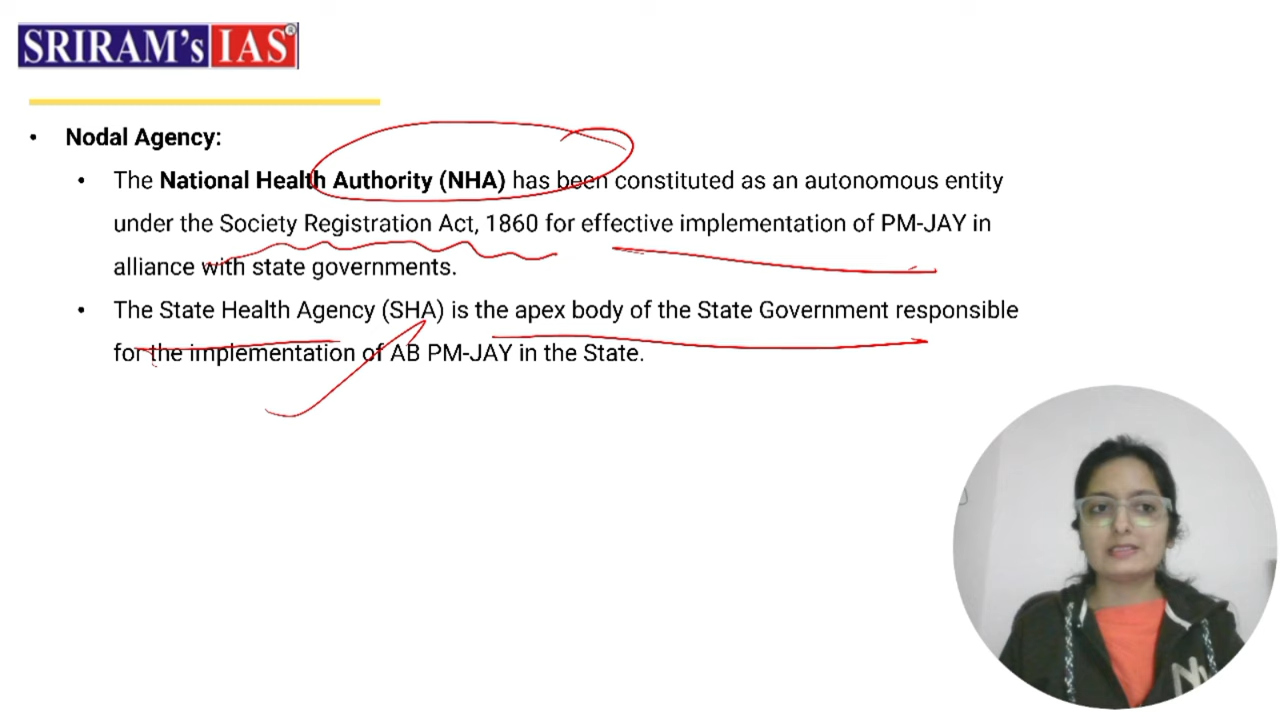 SRIRAM's IAS®
• Nodal Agency:
• The National Health Authority (NHA) has been constituted as an autonomous entity
under the Society Registration Act, 1860 for effective implementation of PM-JAY in
alliance with state governments.
• The State Health Agency (SHA) is the apex body of the State Government responsible
for the implementation of AB PM-JAY in the State.